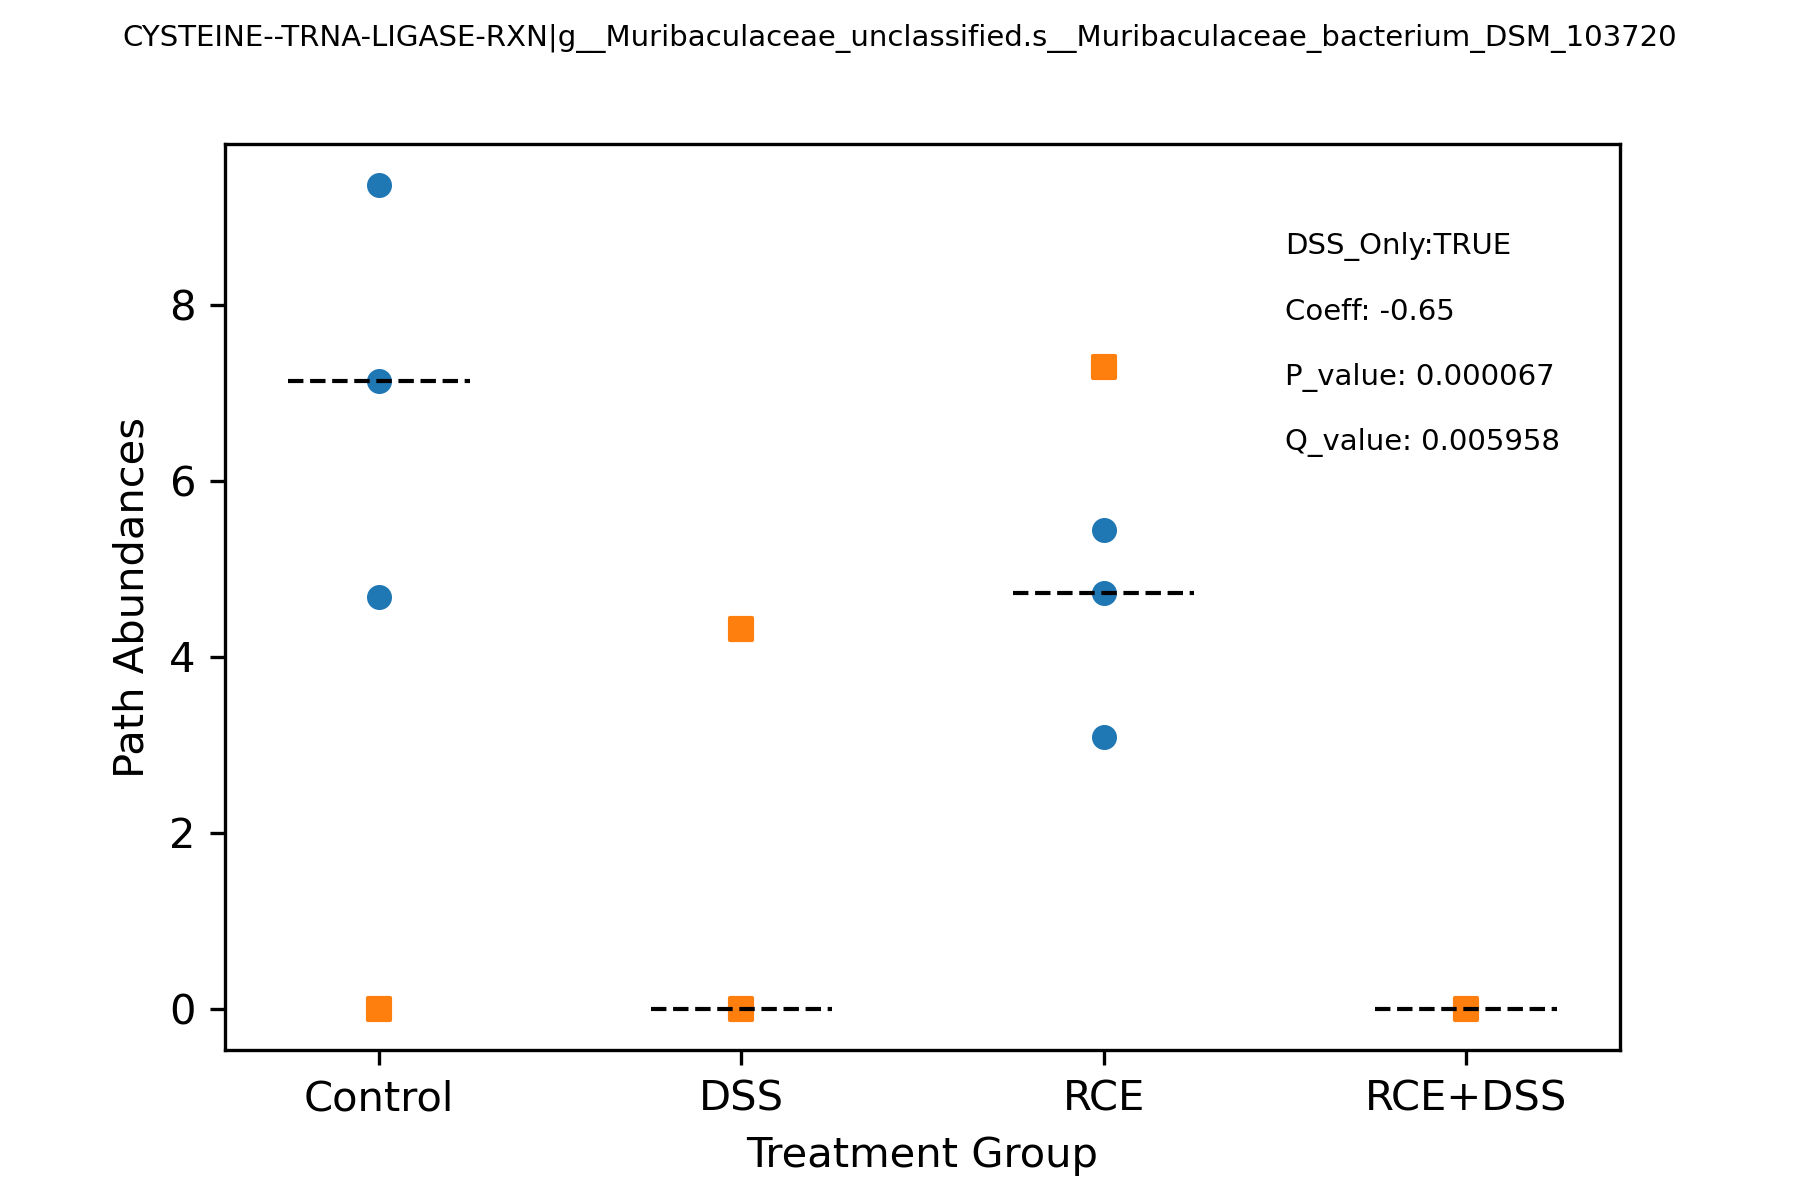 CYSTEINE--TRNA-LIGASE-RXN|g__Muribaculaceae_unclassified.s__Muribaculaceae_bacterium_DSM_103720
DSS_Only:TRUE
Coeff: -0.65
P_value: 0.000067
Q_value: 0.005958
Path Abundances
8
6
4
2
0
Control DSS RCE RCE+DSS
Treatment Group